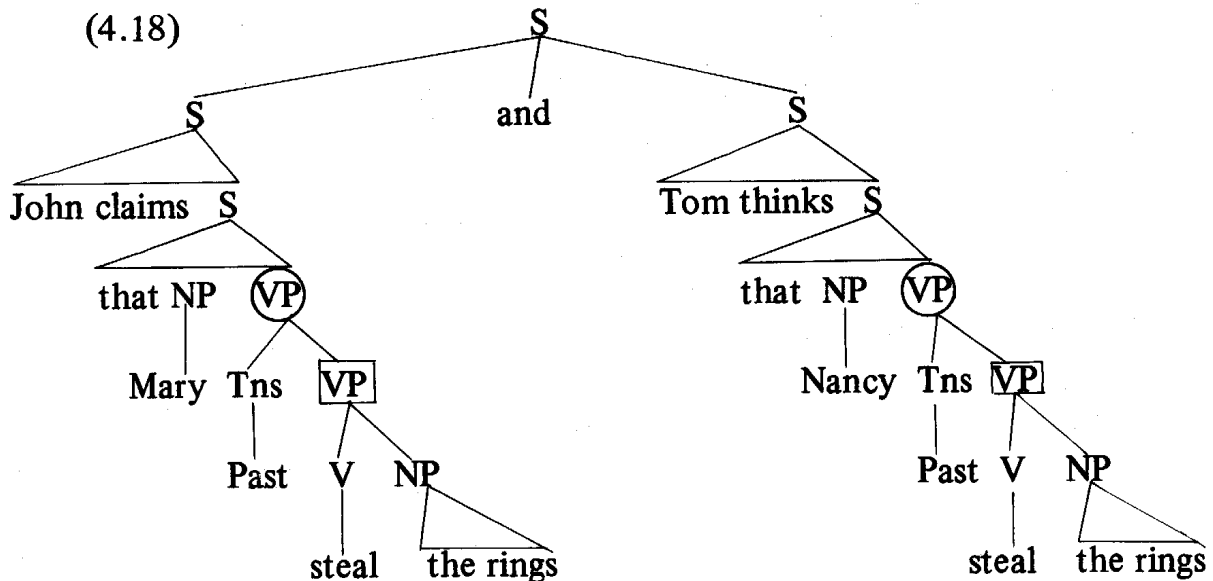 (4.18)
S
S and S
John claims S Tom thinks S
that NP VP that NP VP
Mary Tns VP Nancy Tns VP
Past V NP Past V NP
steal the rings steal the rings